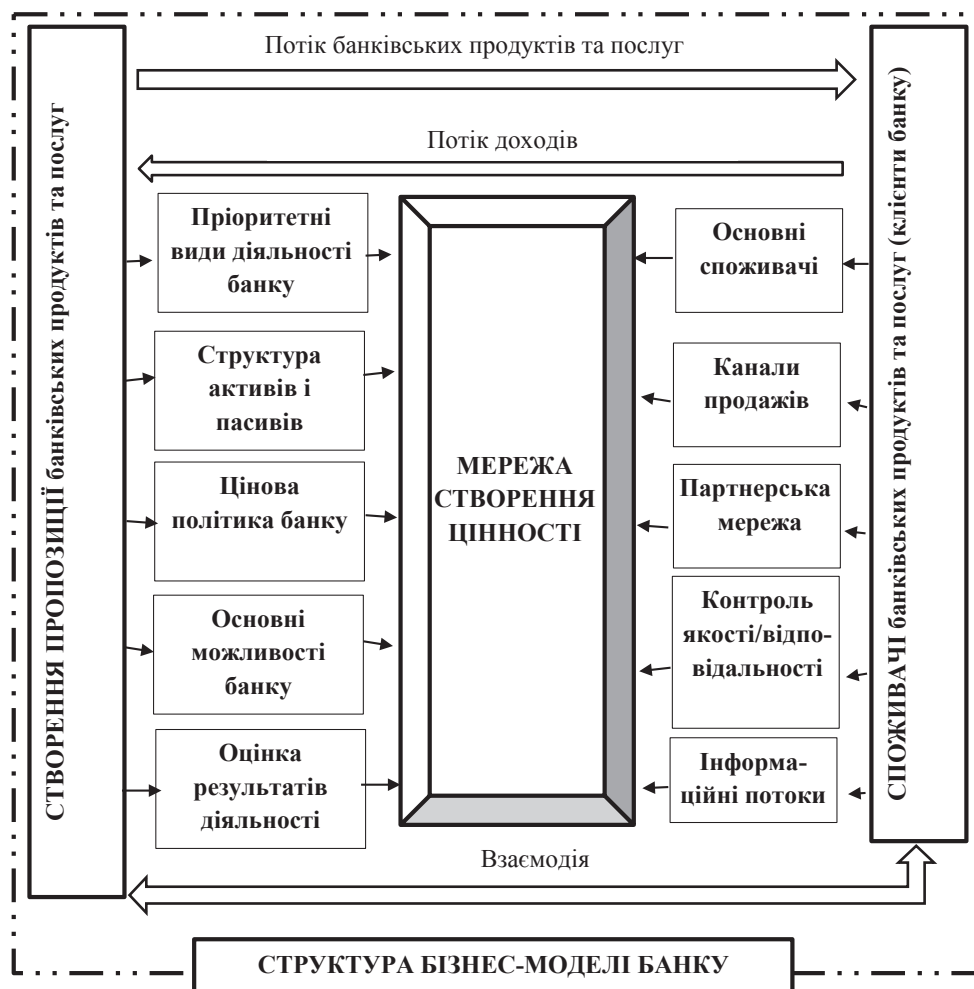 Потік банківських продуктів та послуг
Потік доходів
СТВОРЕННЯ ПРОПОЗИЦІЇ банківських продуктів та послуг
Пріоритетні
види діяльності
банку
Структура
активів і
пасивів
Цінова
політика банку
Основні
можливості
банку
Оцінка
результатів
діяльності
МЕРЕЖА
СТВОРЕННЯ
ЦІННОСТІ
Основні
споживачі
Канали
продажів
Партнерська
мережа
Контроль
якості/відпо-
відальності
Інформа-
ційні потоки
СПОЖИВАЧІ банківських продуктів та послуг (клієнти банку)
Взаємодія
СТРУКТУРА БІЗНЕС-МОДЕЛІ БАНКУ